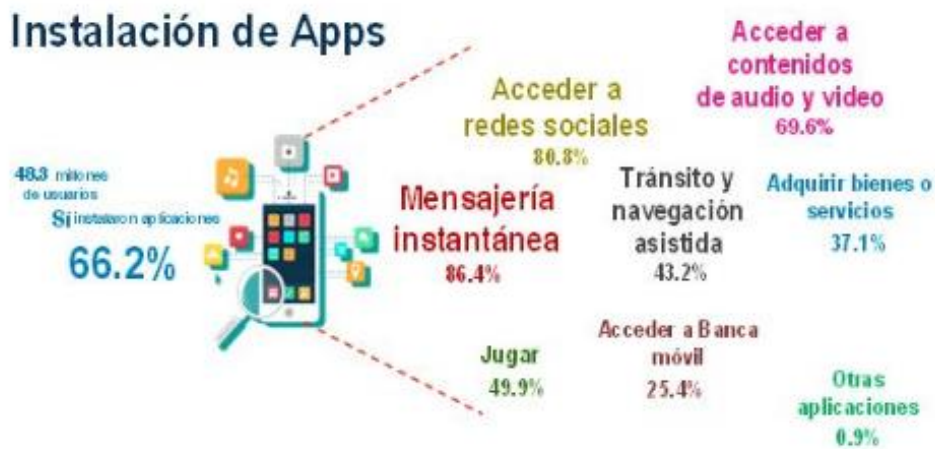 Instalación de Apps
48.3 millones
de usuarios
Sí instalaron aplicaciones
66.2%
Acceder a
redes sociales
80.8%
Acceder a
contenidos
de audio y video
69.6%
Mensajería
instantánea
86.4%
Tránsito y
navegación
asistida
43.2%
Adquirir bienes o
servicios
37.1%
Jugar
49.9%
Acceder a Banca
móvil
25.4%
Otras
aplicaciones
0.9%